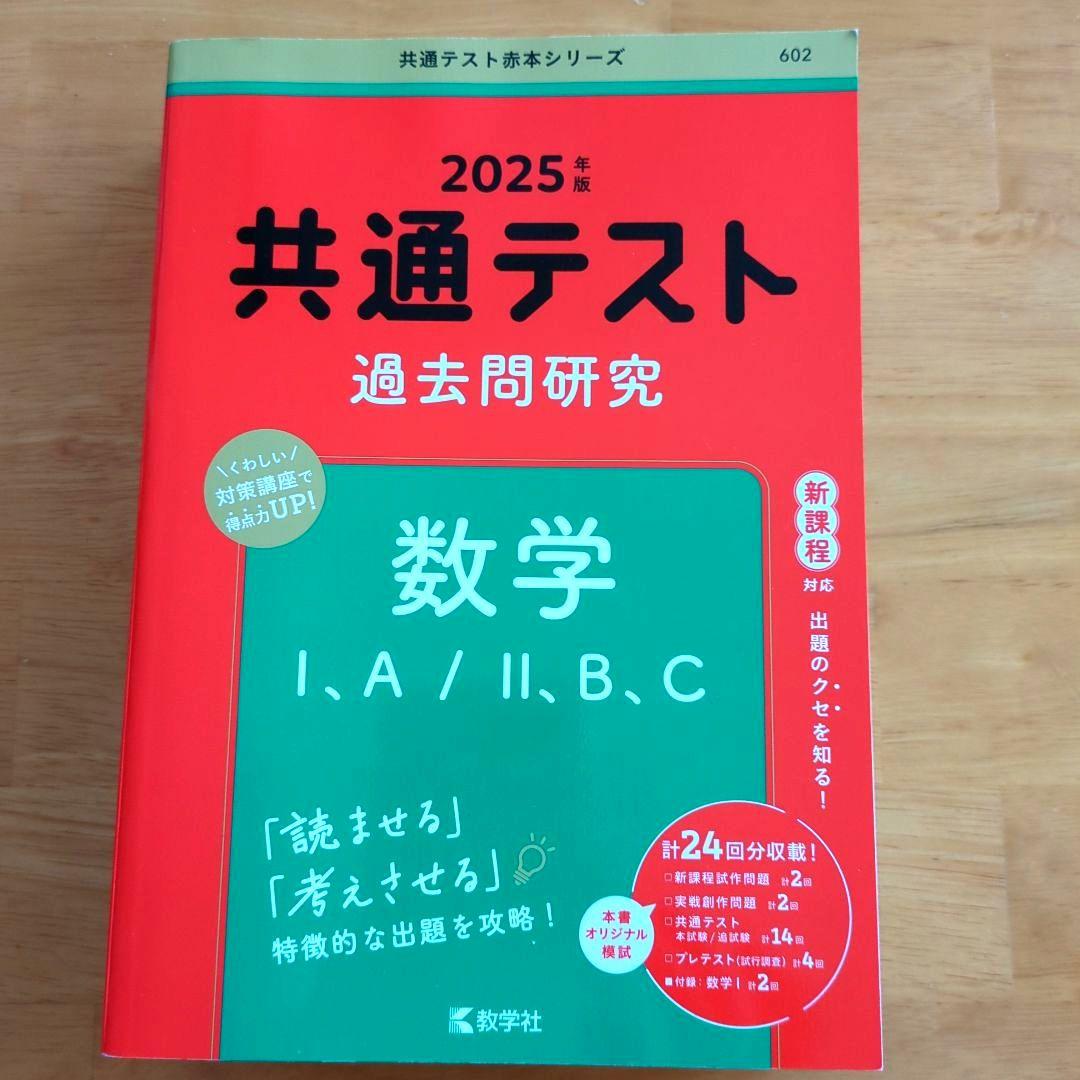 共通テスト赤本シリーズ 602
2025年版
共通テスト
過去問研究
\くわしい/
対策講座で
得点力UP!
数学
I、A / II、B、C
新課程
対応
出題のクセを知る!
「読ませる」
「考えさせる」
特徴的な出題を攻略!
計24回分収載!
□新課程試作問題 計2回
□実戦創作問題 計2回
□共通テスト
本試験/追試験 計14回
□プレテスト(試行調査) 計4回
■付録:数学I 計2回
本書
オリジナル
模試
教学社